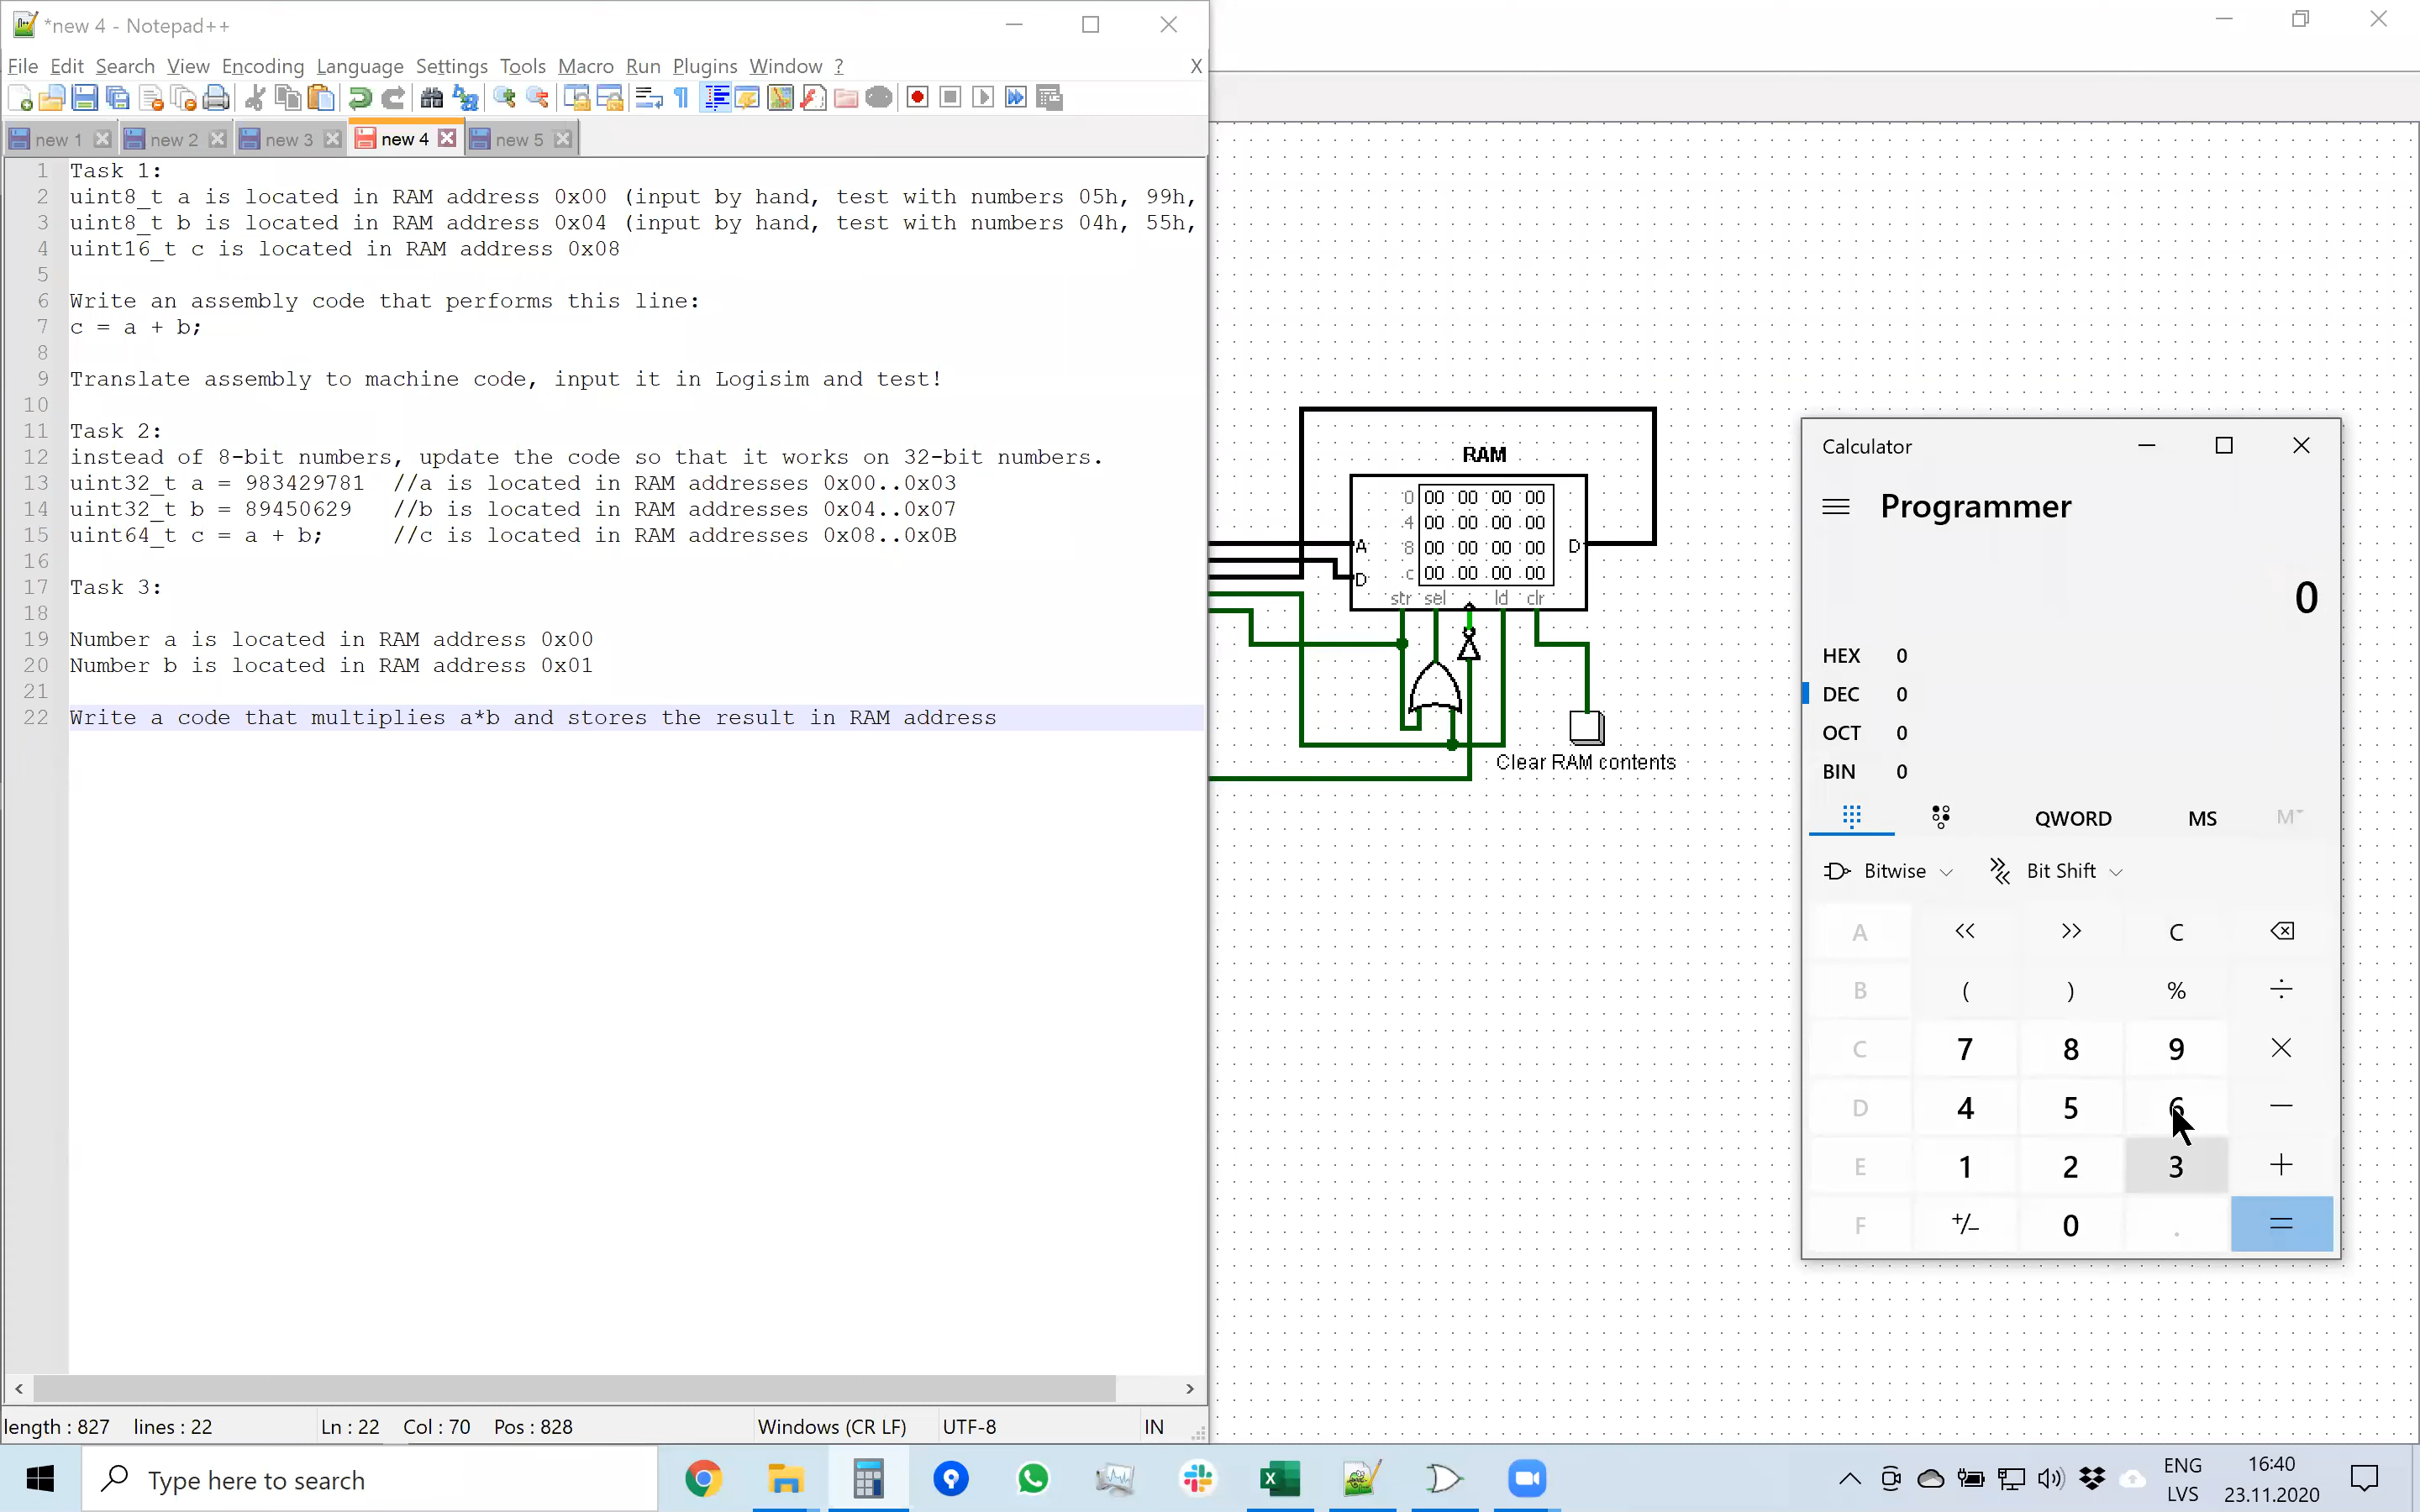 *new 4 - Notepad++
File Edit Search View Encoding Language Settings Tools Macro Run Plugins Window ? X
new 1 new 2 new 3 new 4 new 5
1 Task 1:
2 uint8_t a is located in RAM address 0x00 (input by hand, test with numbers 05h, 99h,
3 uint8_t b is located in RAM address 0x04 (input by hand, test with numbers 04h, 55h,
4 uint16_t c is located in RAM address 0x08
5
6 Write an assembly code that performs this line:
7 c = a + b;
8
9 Translate assembly to machine code, input it in Logisim and test!
10
11 Task 2:
12 instead of 8-bit numbers, update the code so that it works on 32-bit numbers.
13 uint32_t a = 983429781 //a is located in RAM addresses 0x00..0x03
14 uint32_t b = 89450629 //b is located in RAM addresses 0x04..0x07
15 uint64_t c = a + b; //c is located in RAM addresses 0x08..0x0B
16
17 Task 3:
18
19 Number a is located in RAM address 0x00
20 Number b is located in RAM address 0x01
21
22 Write a code that multiplies a*b and stores the result in RAM address
length : 827 lines : 22 Ln : 22 Col : 70 Pos : 828 Windows (CR LF) UTF-8 IN
RAM
0 00 00 00 00
4 00 00 00 00
A 8 00 00 00 00 D
D c 00 00 00 00
str sel ld clr
Clear RAM contents
Calculator
Programmer
0
HEX 0
DEC 0
OCT 0
BIN 0
QWORD MS M
Bitwise Bit Shift
A << >> C
B ( ) % ÷
C 7 8 9 ×
D 4 5 6 −
E 1 2 3 +
F +/− 0 . =
Type here to search
ENG 16:40
LVS 23.11.2020